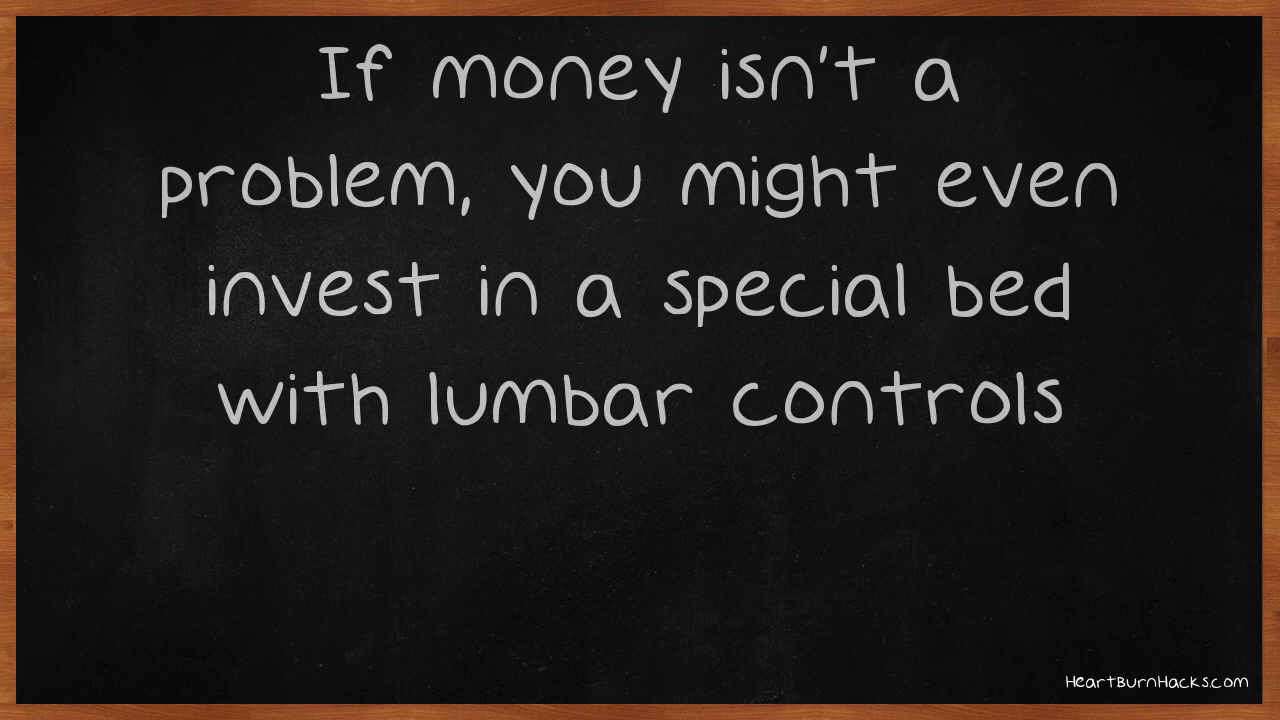 If money isn't a
problem, you might even
invest in a special bed
with lumbar controls
HeartBurnHacks.com